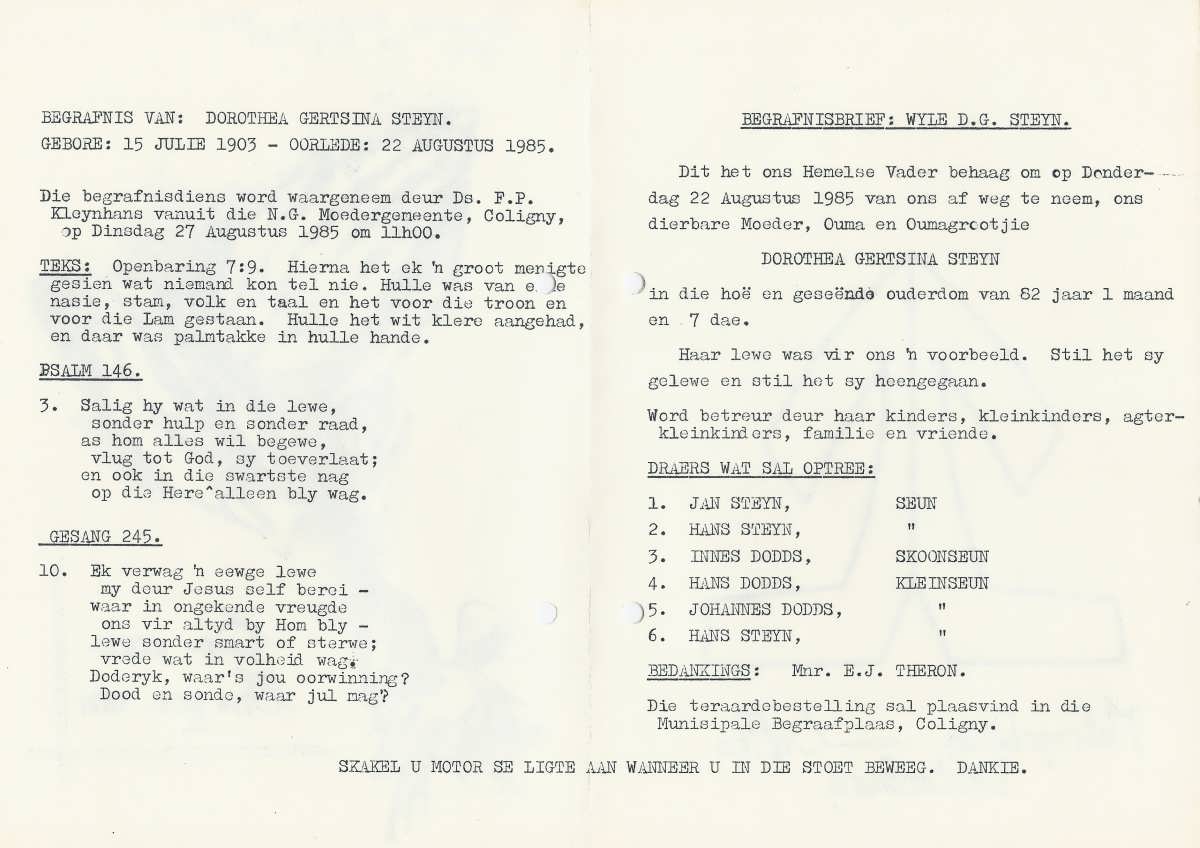 BEGRAFNIS VAN: DOROTHEA GERTSINA STEYN.
GEBORE: 15 JULIE 1903 - OORLEDE: 22 AUGUSTUS 1985.
Die begrafnisdiens word waargeneem deur Ds. F.P.
Kleynhans vanuit die N.G. Moedergemeente, Coligny,
op Dinsdag 27 Augustus 1985 om 11h00.
TEKS: Openbaring 7:9. Hierna het ek 'n groot menigte
gesien wat niemand kon tel nie. Hulle was van
nasie, stam, volk en taal en het voor die troon en
voor die Lam gestaan. Hulle het wit klere aangehad,
en daar was palmtakke in hulle hande.
PSALM 146.
3. Salig hy wat in die lewe,
sonder hulp en sonder raad,
as hom alles wil begewe,
vlug tot God, sy toeverlaat;
en ook in die swartste nag
op die Here^alleen bly wag.
GESANG 245.
10. Ek verwag 'n eewge lewe
my deur Jesus self berei -
waar in ongekende vreugde
ons vir altyd by Hom bly -
lewe sonder smart of sterwe;
vrede wat in volheid wag.
Doderyk, waar's jou oorwinning?
Dood en sonde, waar jul mag?
BEGRAFNISBRIEF: WYLE D.G. STEYN.
Dit het ons Hemelse Vader behaag om op Donder-
dag 22 Augustus 1985 van ons af weg te neem, ons
dierbare Moeder, Ouma en Oumagrootjie
DOROTHEA GERTSINA STEYN
in die hoë en geseënde ouderdom van 82 jaar 1 maand
en 7 dae.
Haar lewe was vir ons 'n voorbeeld. Stil het sy
gelewe en stil het sy heengegaan.
Word betreur deur haar kinders, kleinkinders, agter-
kleinkinders, familie en vriende.
DRAERS WAT SAL OPTREE:
1. JAN STEYN, SEUN
2. HANS STEYN, "
3. INNES DODDS, SKOONSEUN
4. HANS DODDS, KLEINSEUN
5. JOHANNES DODDS, "
6. HANS STEYN, "
BEDANKINGS: Mnr. E.J. THERON.
Die teraardebestelling sal plaasvind in die
Munisipale Begraafplaas, Coligny.
SKAKEL U MOTOR SE LIGTE AAN WANNEER U IN DIE STOET BEWEEG. DANKIE.